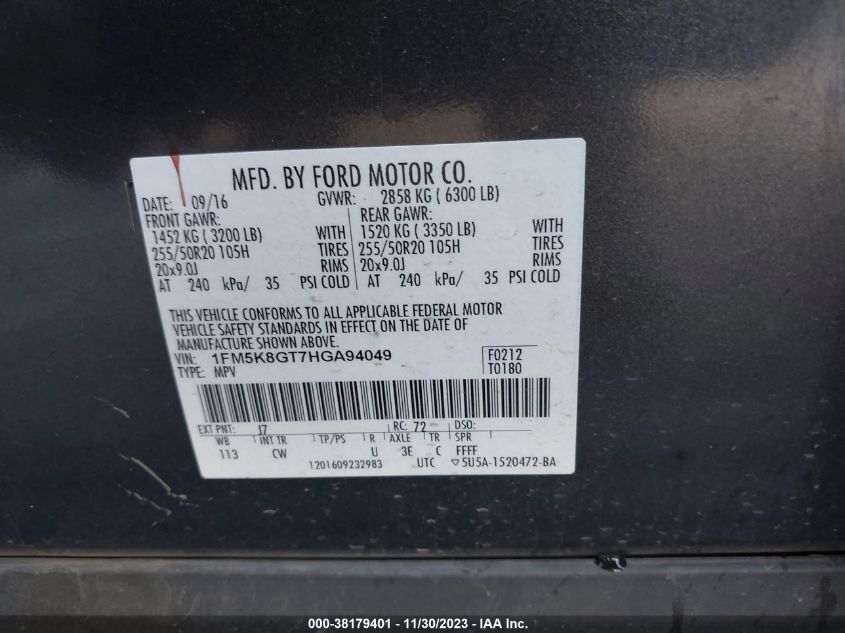 MFD. BY FORD MOTOR CO.
DATE: 09/16 GVWR: 2858 KG ( 6300 LB)
FRONT GAWR: REAR GAWR:
1452 KG ( 3200 LB) WITH 1520 KG ( 3350 LB) WITH
255/50R20 105H TIRES 255/50R20 105H TIRES
20x9.0J RIMS 20x9.0J RIMS
AT 240 kPa/ 35 PSI COLD AT 240 kPa/ 35 PSI COLD
THIS VEHICLE CONFORMS TO ALL APPLICABLE FEDERAL MOTOR
VEHICLE SAFETY STANDARDS IN EFFECT ON THE DATE OF
MANUFACTURE SHOWN ABOVE.
VIN: 1FM5K8GT7HGA94049 F0212
TYPE: MPV T0180
EXT PNT: J7 RC: 72 DSO:
WB INT TR TP/PS R AXLE TR SPR
113 CW U 3E C FFFF
1201609232983 UTC ▽5U5A-1520472-BA
000-38179401 - 11/30/2023 - IAA Inc.